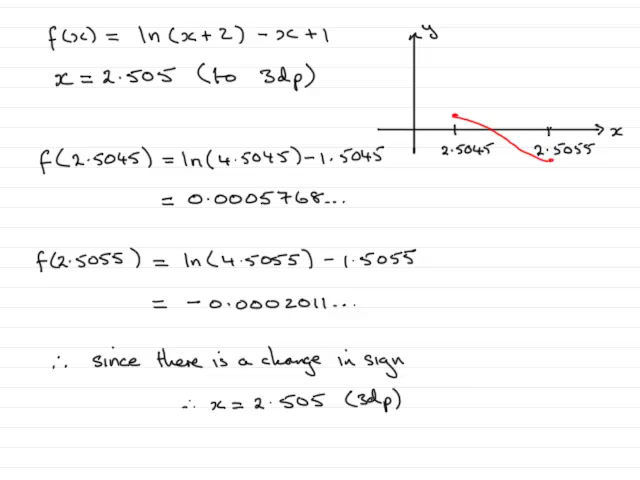 f(x) = ln(x+2) - x + 1
x = 2.505 (to 3dp)
y
x
2.5045 2.5055
f(2.5045) = ln(4.5045) - 1.5045
= 0.0005768...
f(2.5055) = ln(4.5055) - 1.5055
= - 0.0002011...
∴ since there is a change in sign
∴ x = 2.505 (3dp)